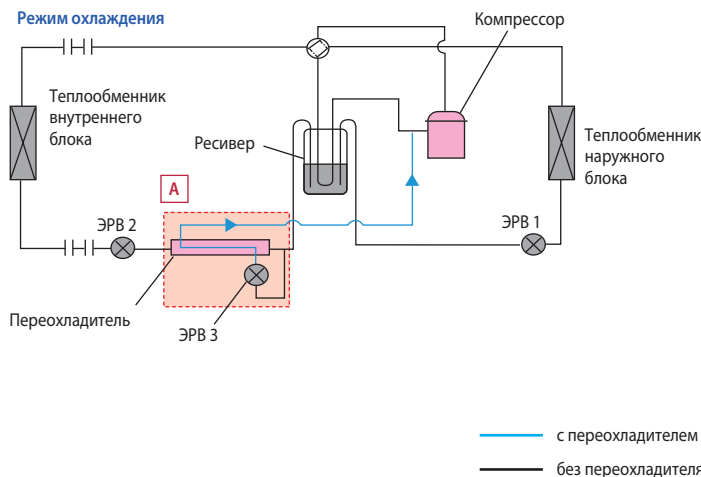 Режим охлаждения
Компрессор
Теплообменник
внутреннего
блока
Ресивер
Теплообменник
наружного
блока
A
ЭРВ 2
ЭРВ 1
Переохладитель
ЭРВ 3
с переохладителем
без переохладителя